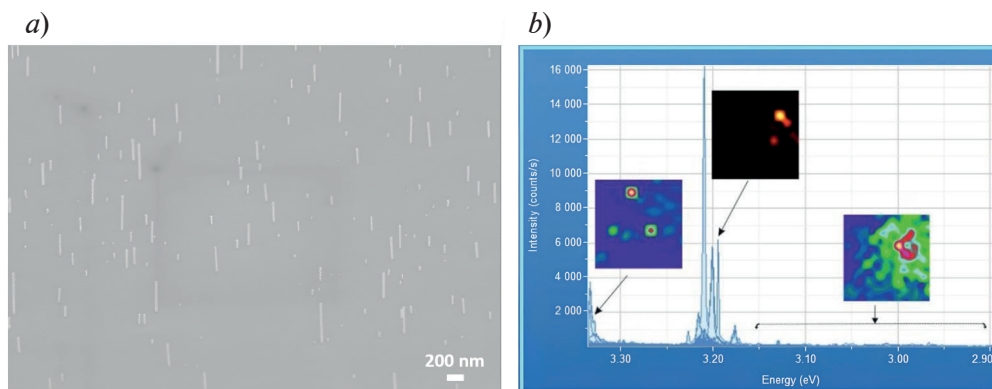 a)
b)
200 nm
16 000
14 000
12 000
10 000
8 000
6 000
4 000
2 000
Intensity (counts/s)
3.30
3.20
3.10
3.00
2.90
Energy (eV)